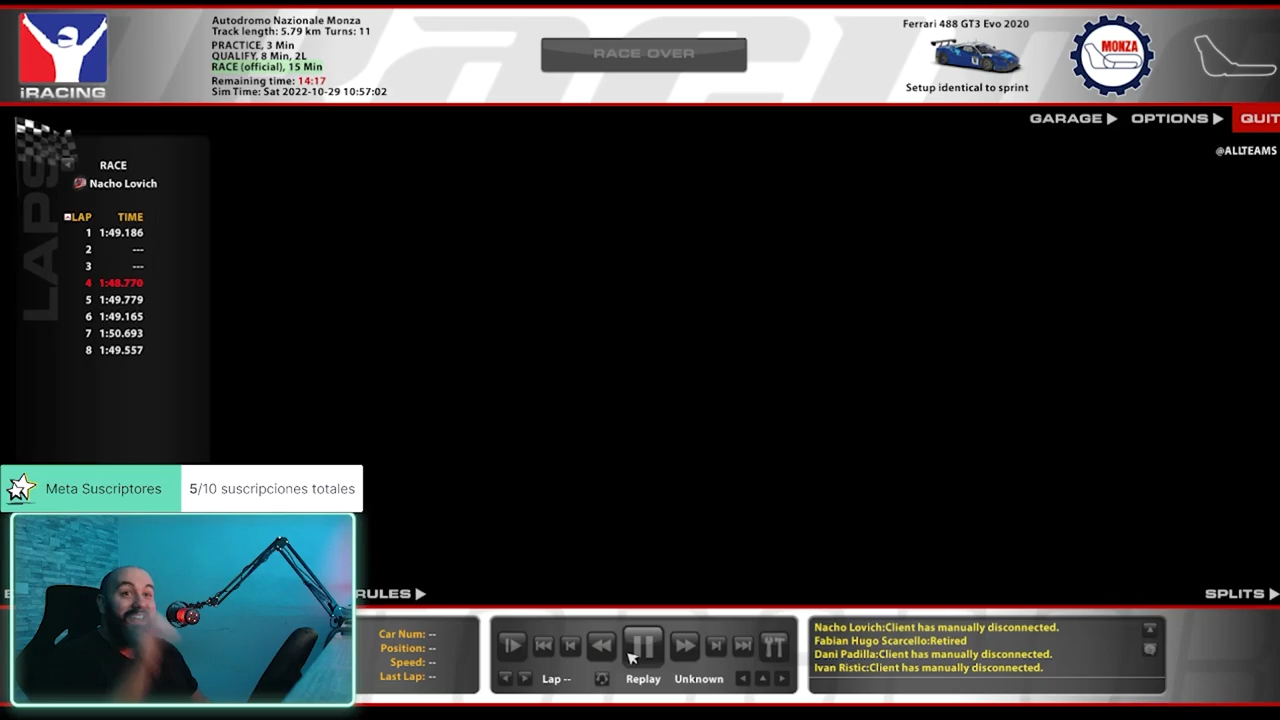 iRACING
Autodromo Nazionale Monza
Track length: 5.79 km Turns: 11
PRACTICE, 3 Min
QUALIFY, 8 Min, 2L
RACE (official), 15 Min
Remaining time: 14:17
Sim Time: Sat 2022-10-29 10:57:02
RACE OVER
Ferrari 488 GT3 Evo 2020
Setup identical to sprint
MONZA
GARAGE
OPTIONS
QUIT
@ALLTEAMS
LAPS
RACE
Nacho Lovich
LAP TIME
1 1:49.186
2 ---
3 ---
4 1:48.770
5 1:49.779
6 1:49.165
7 1:50.693
8 1:49.557
Meta Suscriptores
5/10 suscripciones totales
RULES
SPLITS
Car Num: --
Position: --
Speed: --
Last Lap: --
Lap --
Replay
Unknown
Nacho Lovich:Client has manually disconnected.
Fabian Hugo Scarcello:Retired
Dani Padilla:Client has manually disconnected.
Ivan Ristic:Client has manually disconnected.